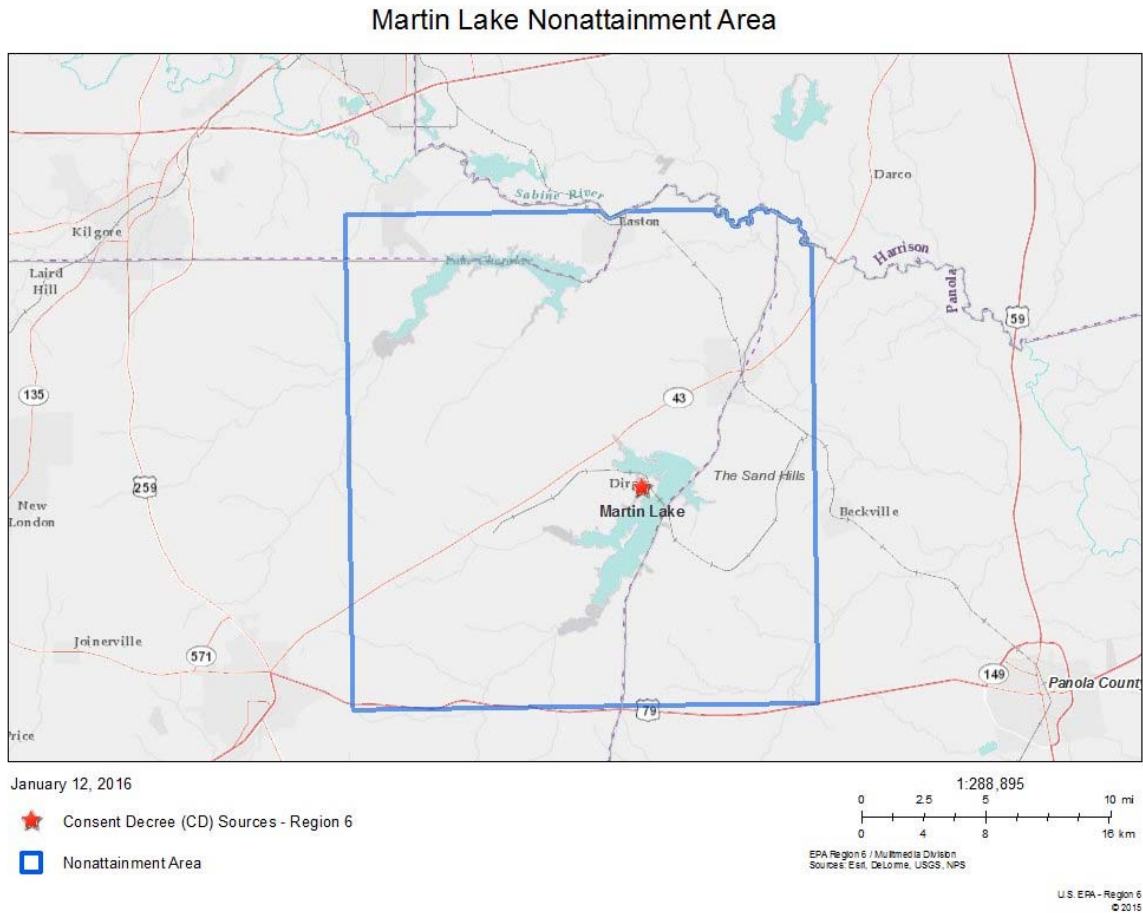 Martin Lake Nonattainment Area
Darco
Sabine River
Easton
Kilgore
Harrison
Laird
Hill
Panola
59
135
43
The Sand Hills
259
Martin Lake
New
London
Beckville
Joinerville
571
149
Panola County
79
Price
January 12, 2016
1:288,895
0 2.5 5 10 mi
0 4 8 16 km
Consent Decree (CD) Sources - Region 6
Nonattainment Area
EPA Region 6 / Mulitmedia Division
Sources: Esri, DeLorme, USGS, NPS
U.S. EPA - Region 6
© 2015